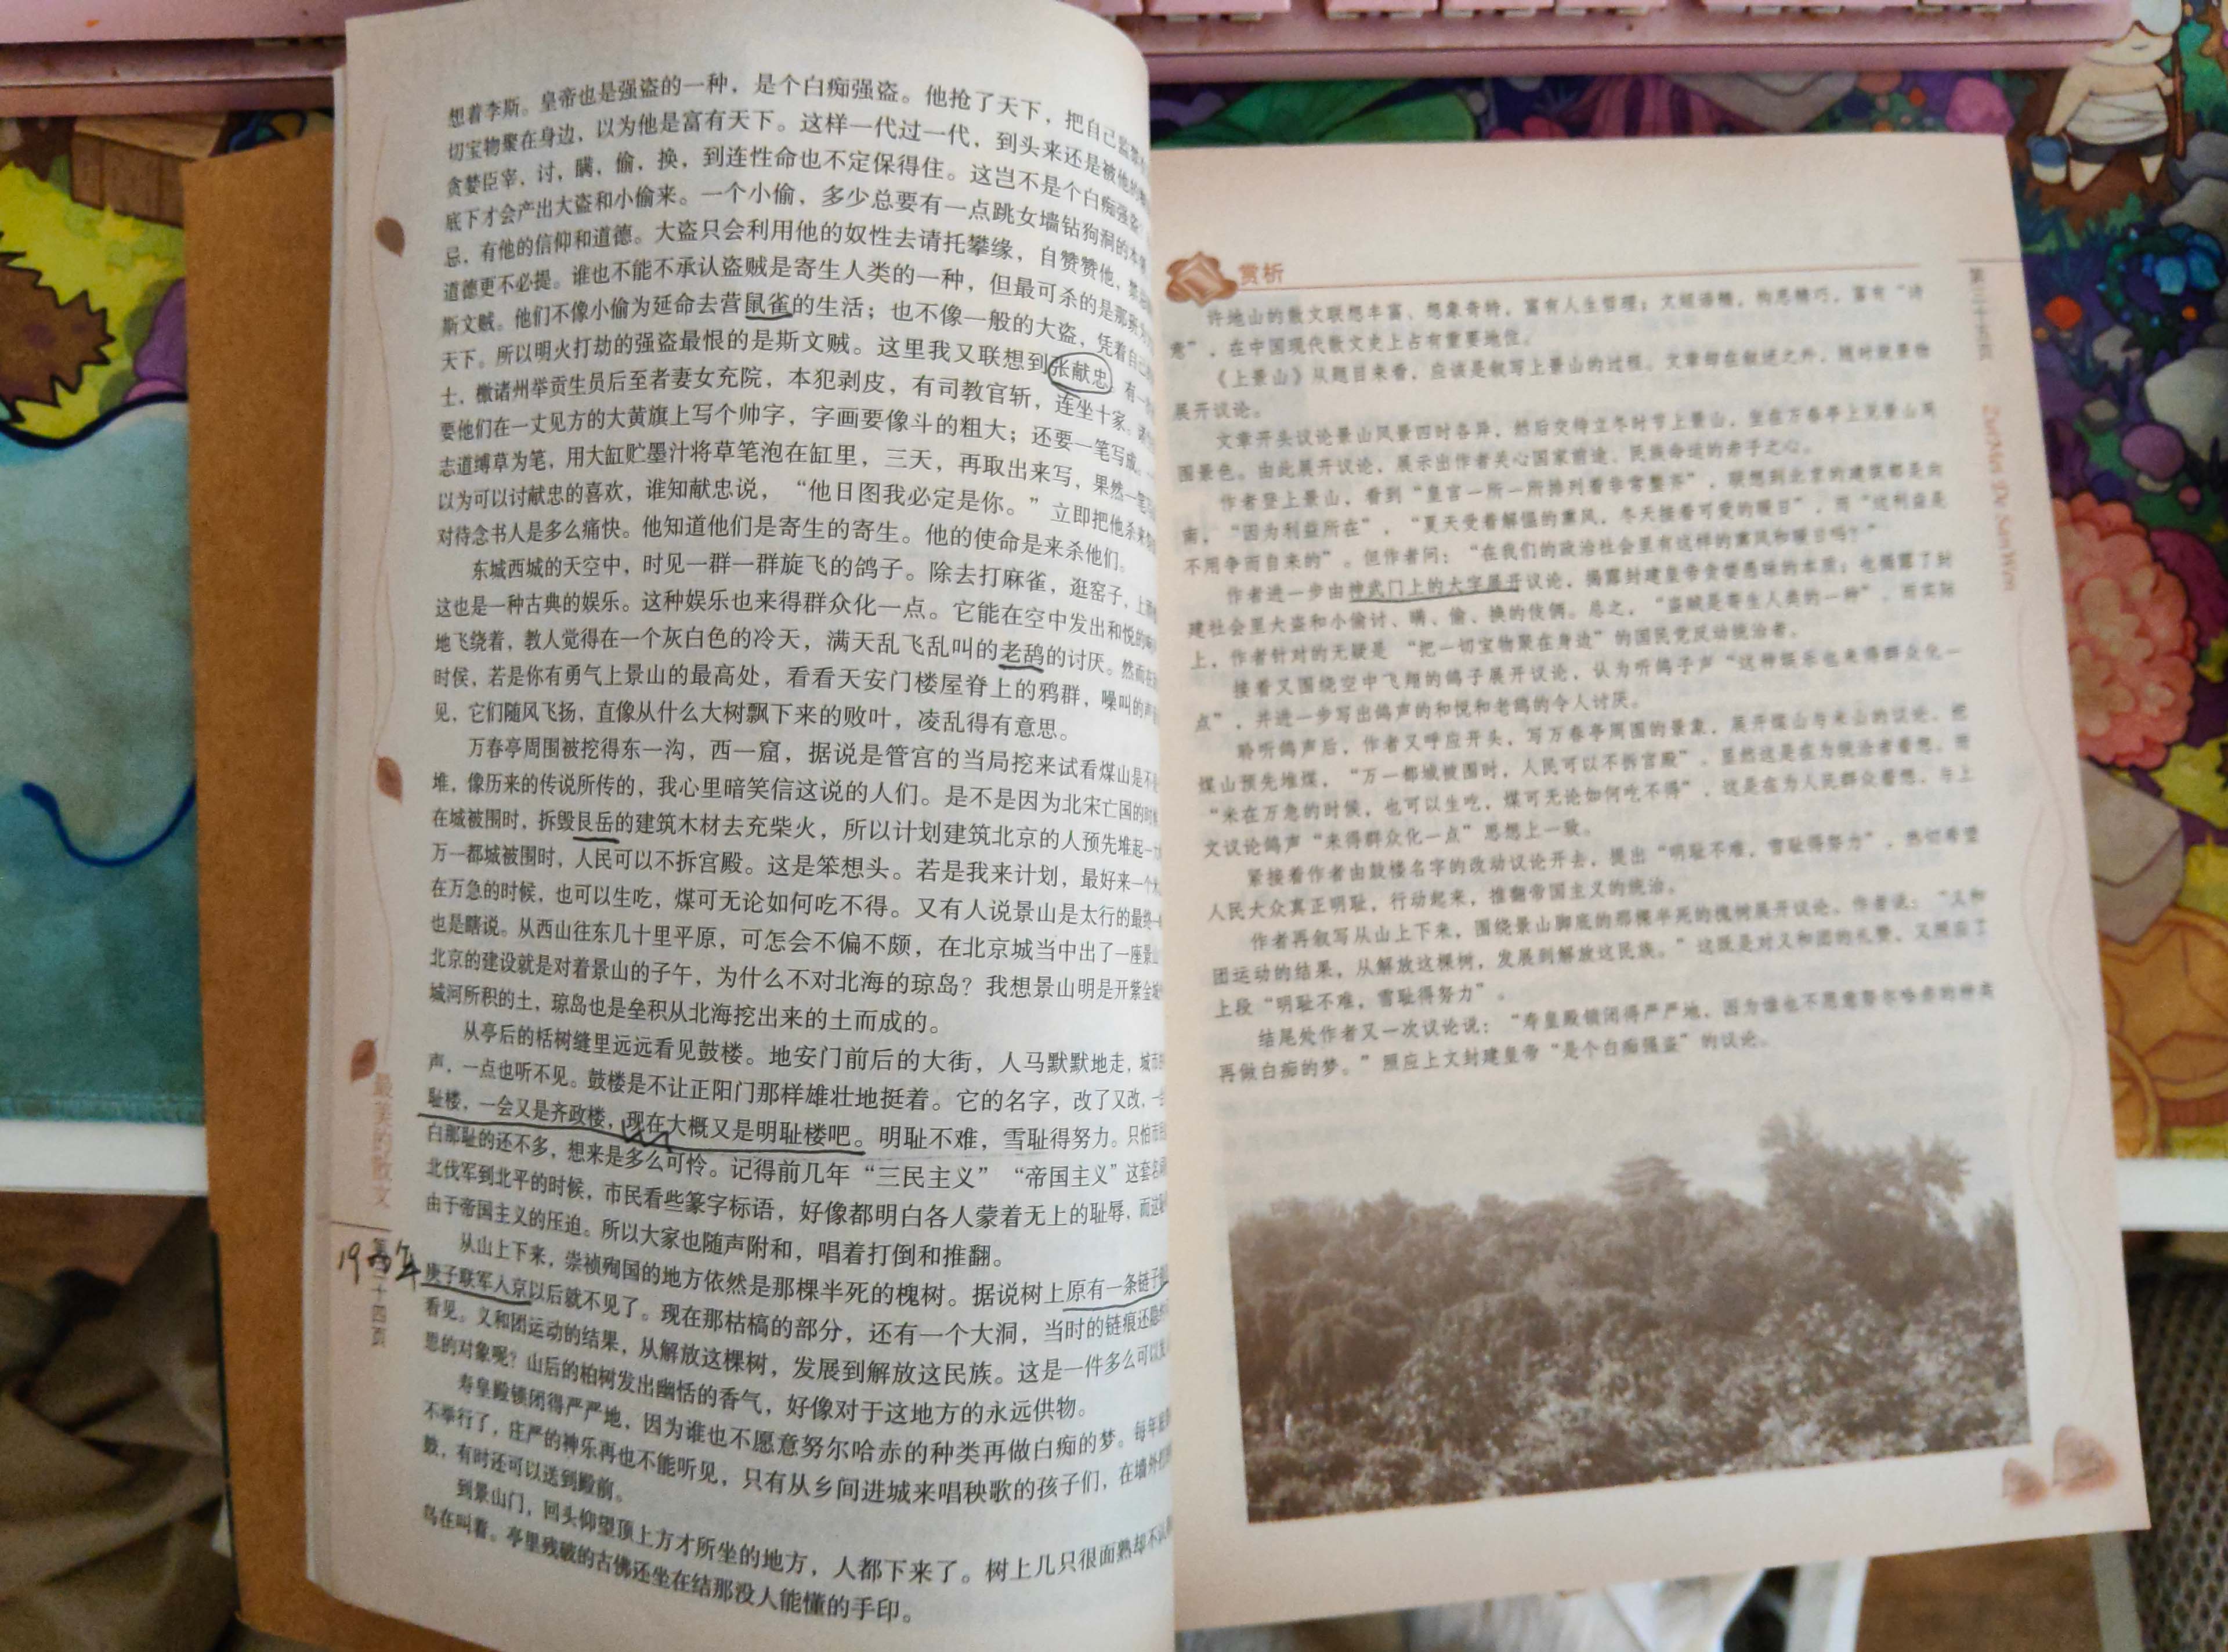 想着李斯。皇帝也是强盗的一种，是个白痴强盗。他抢了天下，把自己监禁
切宝物聚在身边，以为他是富有天下。这样一代过一代，到头来还是被他的
贪婪臣宰，讨，瞒，偷，换，到连性命也不定保得住。这岂不是个白痴强盗
底下才会产出大盗和小偷来。一个小偷，多少总要有一点跳女墙钻狗洞的本
忌，有他的信仰和道德。大盗只会利用他的奴性去请托攀缘，自赞赞他，禁
道德更不必提。谁也不能不承认盗贼是寄生人类的一种，但最可杀的是那班
斯文贼。他们不像小偷为延命去营鼠雀的生活；也不像一般的大盗，凭着自己
天下。所以明火打劫的强盗最恨的是斯文贼。这里我又联想到张献忠。有一
士，檄诸州举贡生员后至者妻女充院，本犯剥皮，有司教官斩，连坐十家。诸
要他们在一丈见方的大黄旗上写个帅字，字画要像斗的粗大；还要一笔写成。
志道缚草为笔，用大缸贮墨汁将草笔泡在缸里，三天，再取出来写，果然一笔
以为可以讨献忠的喜欢，谁知献忠说，“他日图我必定是你。”立即把他杀来
对待念书人是多么痛快。他知道他们是寄生的寄生。他的使命是来杀他们。
东城西城的天空中，时见一群一群旋飞的鸽子。除去打麻雀，逛窑子，上
这也是一种古典的娱乐。这种娱乐也来得群众化一点。它能在空中发出和悦的
地飞绕着，教人觉得在一个灰白色的冷天，满天乱飞乱叫的老鸹的讨厌。然而在
时侯，若是你有勇气上景山的最高处，看看天安门楼屋脊上的鸦群，噪叫的声
见，它们随风飞扬，直像从什么大树飘下来的败叶，凌乱得有意思。
万春亭周围被挖得东一沟，西一窟，据说是管宫的当局挖来试看煤山是不
堆，像历来的传说所传的，我心里暗笑信这说的人们。是不是因为北宋亡国的时
在城被围时，拆毁艮岳的建筑木材去充柴火，所以计划建筑北京的人预先堆起一
万一都城被围时，人民可以不拆宫殿。这是笨想头。若是我来计划，最好来一个
在万急的时候，也可以生吃，煤可无论如何吃不得。又有人说景山是太行的最终一
也是瞎说。从西山往东几十里平原，可怎会不偏不颇，在北京城当中出了一座景
北京的建设就是对着景山的子午，为什么不对北海的琼岛？我想景山明是开紫金
城河所积的土，琼岛也是垒积从北海挖出来的土而成的。
从亭后的栝树缝里远远看见鼓楼。地安门前后的大街，人马默默地走，城市
声，一点也听不见。鼓楼是不让正阳门那样雄壮地挺着。它的名字，改了又改，一
耻楼，一会又是齐政楼，现在大概又是明耻楼吧。明耻不难，雪耻得努力。只怕市
白那耻的还不多，想来是多么可怜。记得前几年“三民主义”“帝国主义”这套名
北伐军到北平的时候，市民看些篆字标语，好像都明白各人蒙着无上的耻辱，而这
由于帝国主义的压迫。所以大家也随声附和，唱着打倒和推翻。
从山上下来，崇祯殉国的地方依然是那棵半死的槐树。据说树上原有一条链子
庚子联军入京以后就不见了。现在那枯槁的部分，还有一个大洞，当时的链痕还
看见。义和团运动的结果，从解放这棵树，发展到解放这民族。这是一件多么可以
思的对象呢？山后的柏树发出幽恬的香气，好像对于这地方的永远供物。
寿皇殿锁闭得严严地，因为谁也不愿意努尔哈赤的种类再做白痴的梦。每年
不举行了，庄严的神乐再也不能听见，只有从乡间进城来唱秧歌的孩子们，在墙外
鼓，有时还可以送到殿前。
到景山门，回头仰望顶上方才所坐的地方，人都下来了。树上几只很面熟却不
鸟在叫着。亭里残破的古佛还坐在结那没人能懂的手印。
最美的散文
第二十四页
赏析
许地山的散文联想丰富、想象奇特，富有人生哲理；文短语精，构思精巧，富有“诗
意”，在中国现代散文史上占有重要地位。
《上景山》从题目来看，应该是叙写上景山的过程。文章却在叙述之外，随时就景物
展开议论。
文章开头议论景山风景四时各异，然后交待立冬时节上景山，坐在万春亭上见景山周
围景色。由此展开议论，展示出作者关心国家前途、民族命运的赤子之心。
作者登上景山，看到“皇宫一所一所排列着非常整齐”，联想到北京的建筑都是向
南，“因为利益所在”，“夏天受着解愠的薰风，冬天接着可爱的暖日”，而“这利益是
不用争而自来的”。但作者问：“在我们的政治社会里有这样的薰风和暖日吗？”
作者进一步由神武门上的大字展开议论，揭露封建皇帝贪婪愚昧的本质；也揭露了封
建社会里大盗和小偷讨、瞒、偷、换的伎俩。总之，“盗贼是寄生人类的一种”，而实际
上，作者针对的无疑是“把一切宝物聚在身边”的国民党反动统治者。
接着又围绕空中飞翔的鸽子展开议论，认为听鸽子声“这种娱乐也来得群众化一
点”，并进一步写出鸽声的和悦和老鸹的令人讨厌。
聆听鸽声后，作者又呼应开头，写万春亭周围的景象，展开煤山与米山的议论。把
煤山预先堆煤，“万一都城被围时，人民可以不拆宫殿”，显然这是在为统治者着想，而
“米在万急的时候，也可以生吃，煤可无论如何吃不得”，这是在为人民群众着想，与上
文议论鸽声“来得群众化一点”思想上一致。
紧接着作者由鼓楼名字的改动议论开去，提出“明耻不难，雪耻得努力”，热切希望
人民大众真正明耻，行动起来，推翻帝国主义的统治。
作者再叙写从山上下来，围绕景山脚底的那棵半死的槐树展开议论。作者说：“义和
团运动的结果，从解放这棵树，发展到解放这民族。”这既是对义和团的礼赞，又照应了
上段“明耻不难，雪耻得努力”。
结尾处作者又一次议论说：“寿皇殿锁闭得严严地，因为谁也不愿意努尔哈赤的种类
再做白痴的梦。”照应上文封建皇帝“是个白痴强盗”的议论。
第二十五页
Zui Mei De San Wen